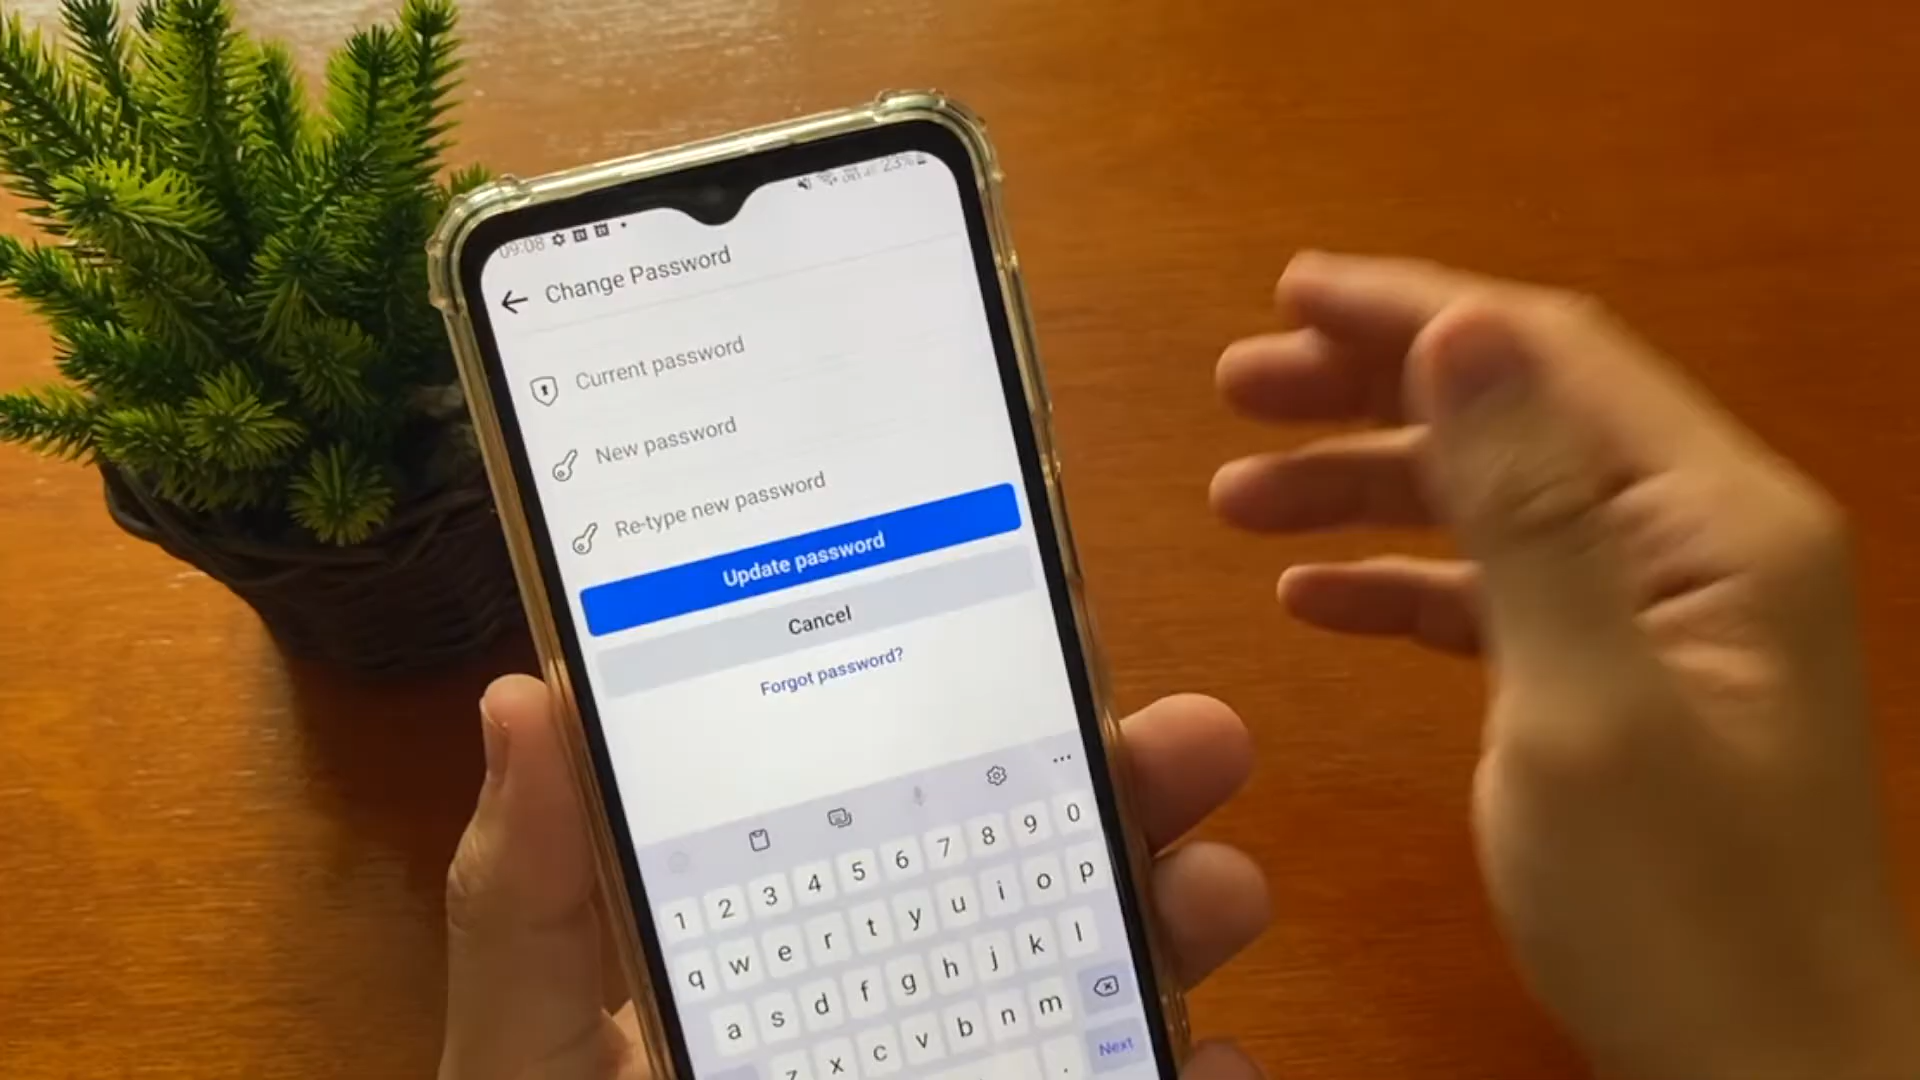 09:08 23%
Change Password
Current password
New password
Re-type new password
Update password
Cancel
Forgot password?
1 2 3 4 5 6 7 8 9 0
q w e r t y u i o p
a s d f g h j k l
z x c v b n m
. Next